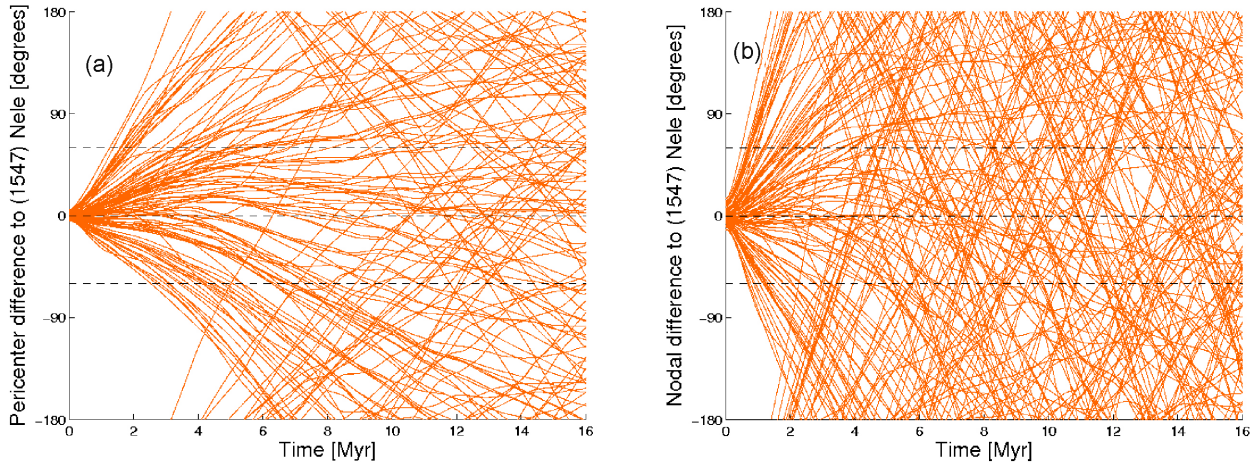 (a)
Pericenter difference to (1547) Nele [degrees]
180
90
0
−90
−180
0 2 4 6 8 10 12 14 16
Time [Myr]
(b)
Nodal difference to (1547) Nele [degrees]
180
90
0
−90
−180
0 2 4 6 8 10 12 14 16
Time [Myr]